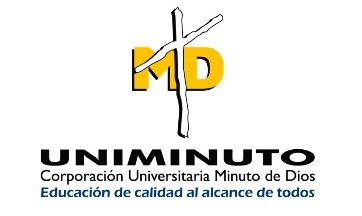 MD
UNIMINUTO
Corporación Universitaria Minuto de Dios
Educación de calidad al alcance de todos